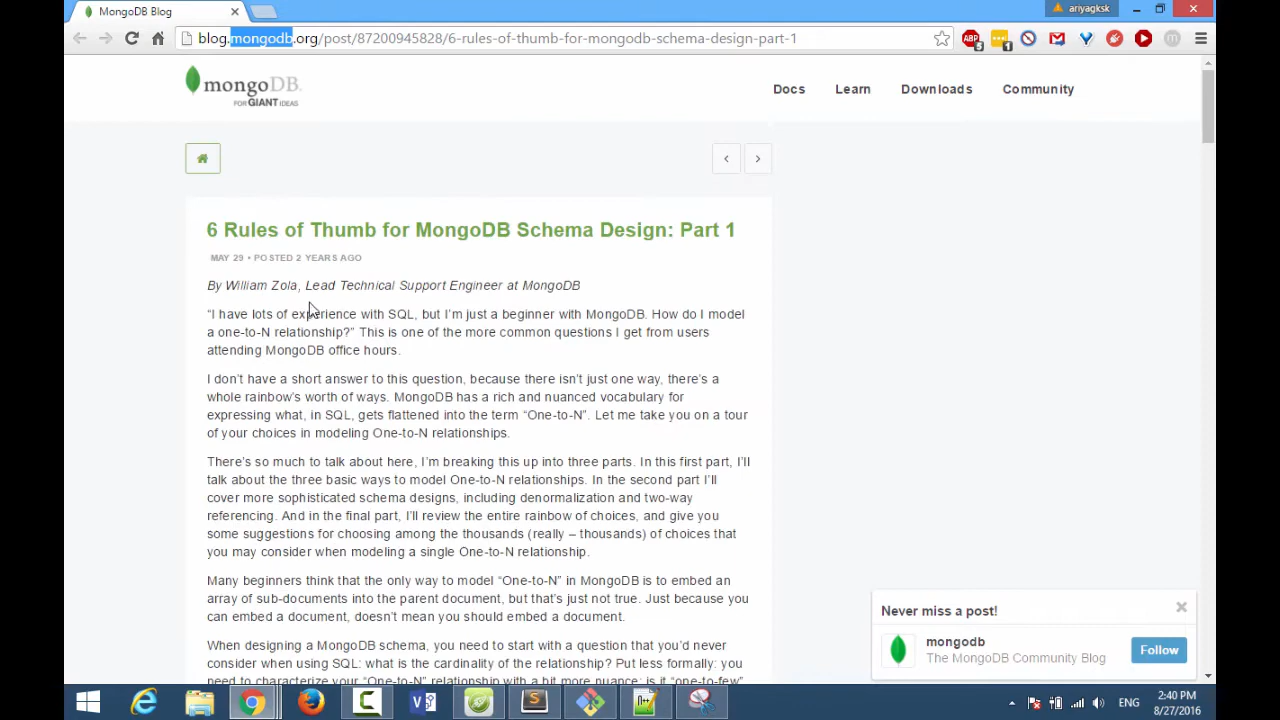 MongoDB Blog
ariyagksk
blog.mongodb.org/post/87200945828/6-rules-of-thumb-for-mongodb-schema-design-part-1
ABP
5
1
m
mongoDB.
FOR GIANT IDEAS
Docs
Learn
Downloads
Community
6 Rules of Thumb for MongoDB Schema Design: Part 1
MAY 29 • POSTED 2 YEARS AGO
By William Zola, Lead Technical Support Engineer at MongoDB
“I have lots of experience with SQL, but I’m just a beginner with MongoDB. How do I model
a one-to-N relationship?” This is one of the more common questions I get from users
attending MongoDB office hours.
I don’t have a short answer to this question, because there isn’t just one way, there’s a
whole rainbow’s worth of ways. MongoDB has a rich and nuanced vocabulary for
expressing what, in SQL, gets flattened into the term “One-to-N”. Let me take you on a tour
of your choices in modeling One-to-N relationships.
There’s so much to talk about here, I’m breaking this up into three parts. In this first part, I’ll
talk about the three basic ways to model One-to-N relationships. In the second part I’ll
cover more sophisticated schema designs, including denormalization and two-way
referencing. And in the final part, I’ll review the entire rainbow of choices, and give you
some suggestions for choosing among the thousands (really – thousands) of choices that
you may consider when modeling a single One-to-N relationship.
Many beginners think that the only way to model “One-to-N” in MongoDB is to embed an
array of sub-documents into the parent document, but that’s just not true. Just because you
can embed a document, doesn’t mean you should embed a document.
When designing a MongoDB schema, you need to start with a question that you’d never
consider when using SQL: what is the cardinality of the relationship? Put less formally: you
need to characterize your “One-to-N” relationship with a bit more nuance: is it “one-to-few”
Never miss a post!
mongodb
The MongoDB Community Blog
Follow
ENG
2:40 PM
8/27/2016